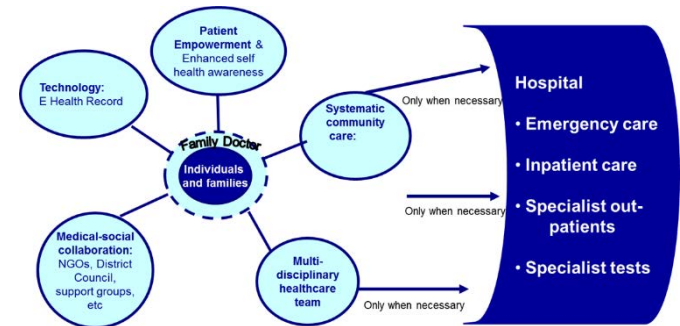 Patient
Empowerment &
Enhanced self
health awareness
Technology:
E Health Record
Family Doctor
Individuals
and families
Systematic
community
care:
Medical-social
collaboration:
NGOs, District
Council,
support groups,
etc
Multi-
disciplinary
healthcare
team
Only when necessary
Only when necessary
Only when necessary
Hospital
• Emergency care
• Inpatient care
• Specialist out-
patients
• Specialist tests